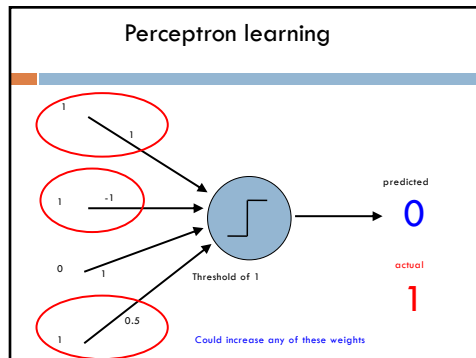 Perceptron learning
1
1
1
-1
predicted
0
0
1
Threshold of 1
actual
1
0.5
1
Could increase any of these weights